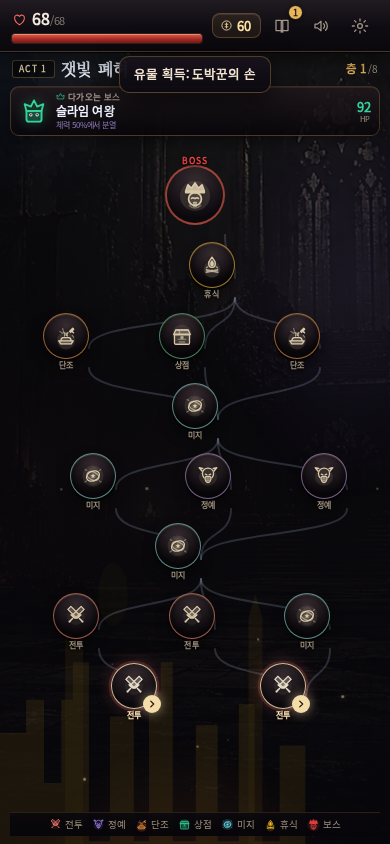 68/68
60
1
ACT 1 잿빛 폐허
유물 획득: 도박꾼의 손
층 1/8
다가오는 보스
슬라임 여왕
체력 50%에서 분열
92
HP
BOSS
휴식
단조 상점 단조
미지
미지 정예 정예
미지
전투 전투 미지
전투 전투
전투 정예 단조 상점 미지 휴식 보스